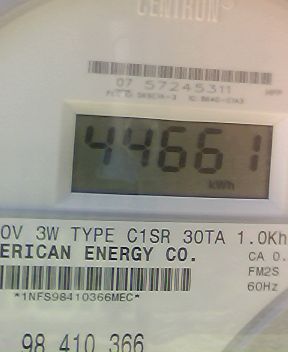 CENTRON®
07 57245311
44661
kWh
0V 3W TYPE C1SR 30TA 1.0Kh
ERICAN ENERGY CO.
CA 0.
FM2S
*1NFS98410366MEC*
60Hz
98 410 366